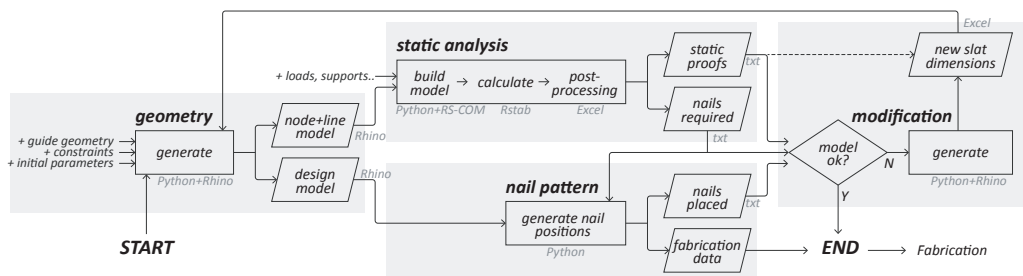 Excel
static analysis
static
proofs
txt
new slat
dimensions
+ loads, supports..
build
model
calculate
post-
processing
Python+RS-COM
Rstab
Excel
nails
required
txt
geometry
+ guide geometry
+ constraints
+ initial parameters
generate
Python+Rhino
node+line
model
Rhino
design
model
Rhino
modification
model
ok?
N
Y
generate
Python+Rhino
nail pattern
generate nail
positions
Python
nails
placed
txt
fabrication
data
START
END
Fabrication